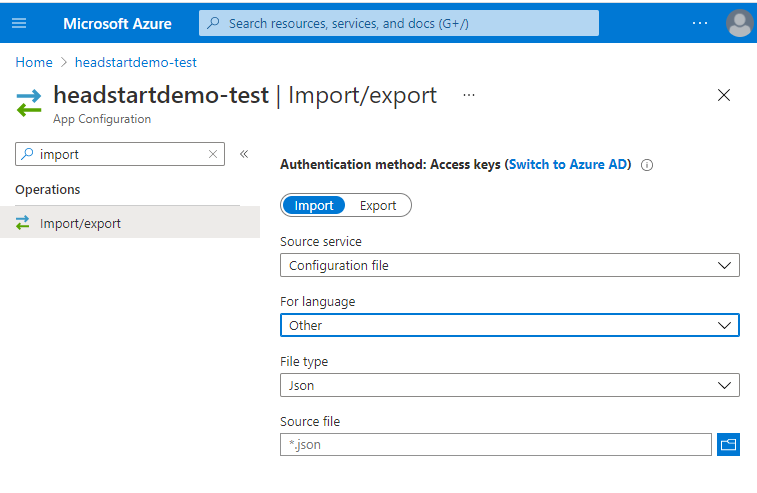 Microsoft Azure
Search resources, services, and docs (G+/)
...
Home > headstartdemo-test
headstartdemo-test | Import/export ...
App Configuration
import
«
Operations
Import/export
Authentication method: Access keys (Switch to Azure AD)
Import Export
Source service
Configuration file
For language
Other
File type
Json
Source file
*.json